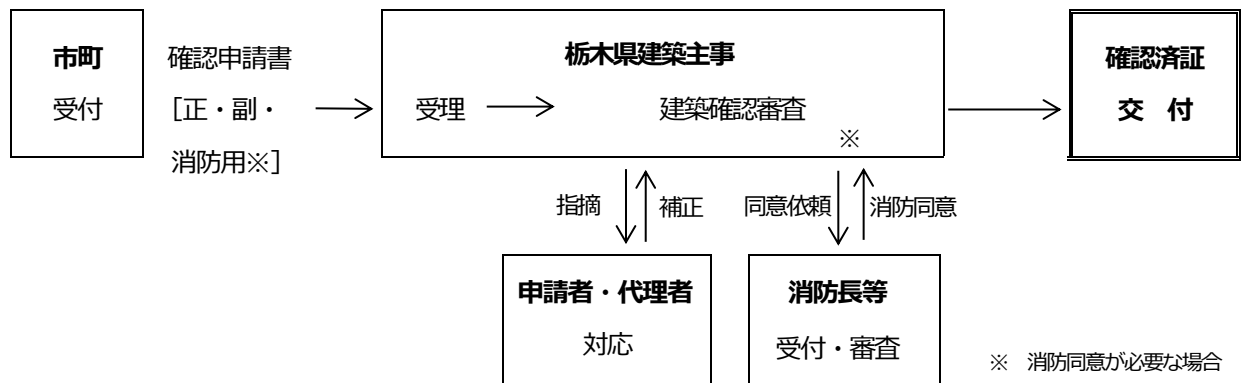 市町
受付
確認申請書
[正・副・
消防用※]
栃木県建築主事
受理
建築確認審査
※
確認済証
交　付
指摘
補正
同意依頼
消防同意
申請者・代理者
対応
消防長等
受付・審査
※　消防同意が必要な場合